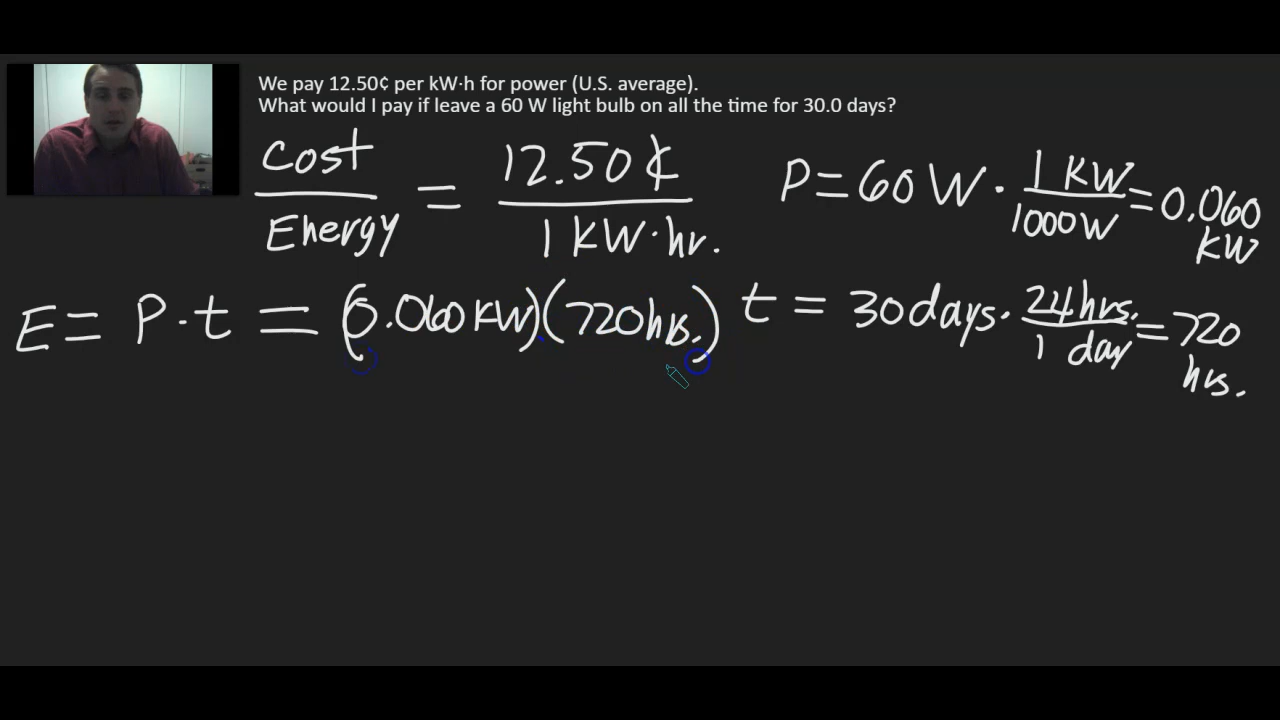 We pay 12.50¢ per kW·h for power (U.S. average).
What would I pay if leave a 60 W light bulb on all the time for 30.0 days?
Cost / Energy = 12.50 ¢ / 1 KW·hr.
P = 60 W · 1 KW / 1000 W = 0.060 KW
E = P · t = (0.060 KW)(720 hrs.)
t = 30 days · 24 hrs. / 1 day = 720 hrs.